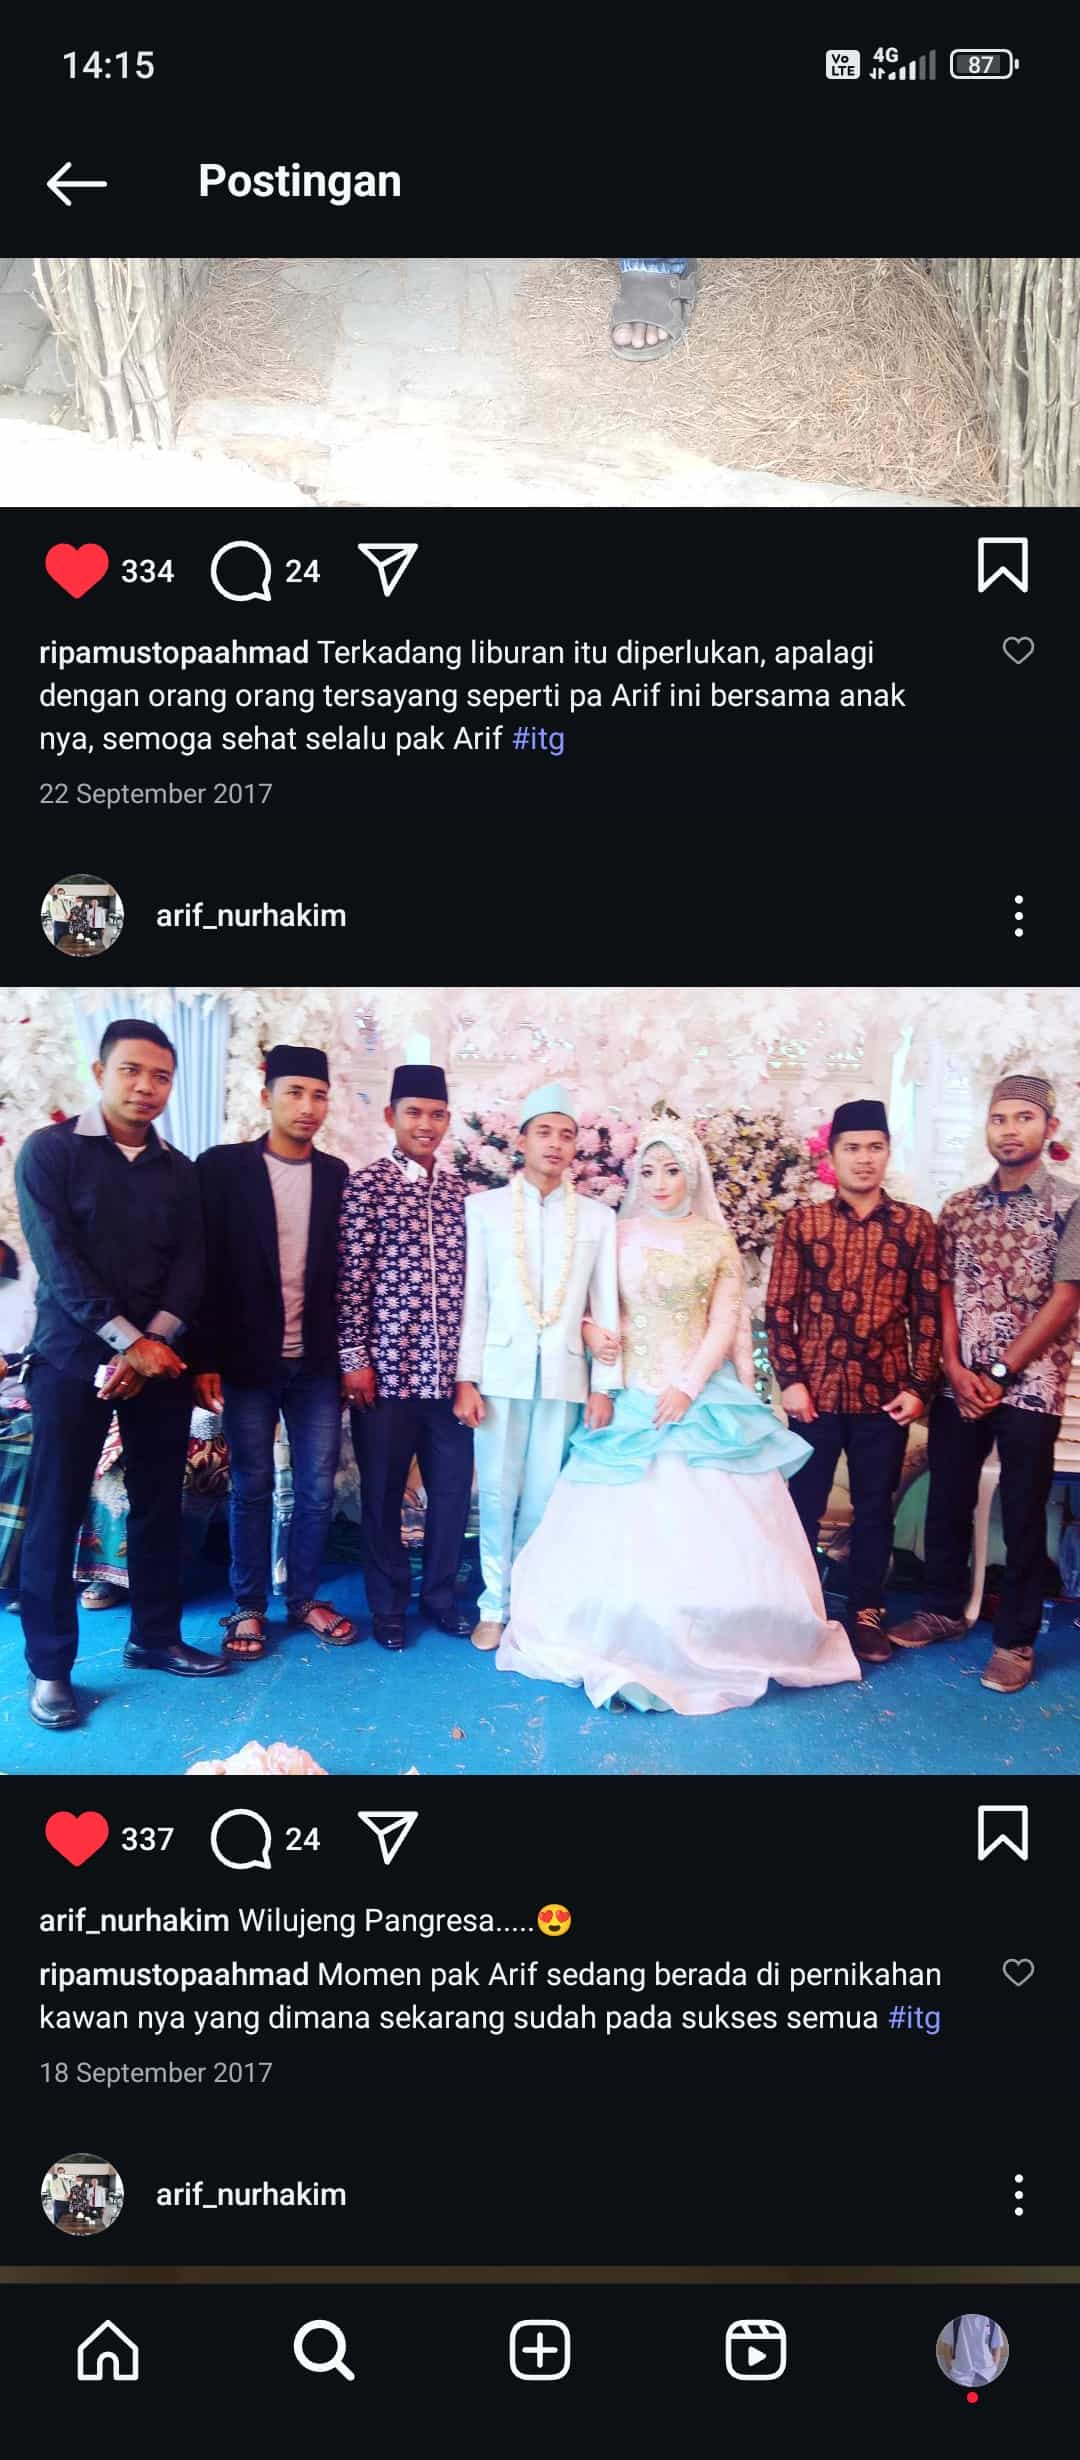 14:15
Vo LTE 4G 87
Postingan
334 24
ripamustopaahmad Terkadang liburan itu diperlukan, apalagi
dengan orang orang tersayang seperti pa Arif ini bersama anak
nya, semoga sehat selalu pak Arif #itg
22 September 2017
arif_nurhakim
337 24
arif_nurhakim Wilujeng Pangresa.....😍
ripamustopaahmad Momen pak Arif sedang berada di pernikahan
kawan nya yang dimana sekarang sudah pada sukses semua #itg
18 September 2017
arif_nurhakim